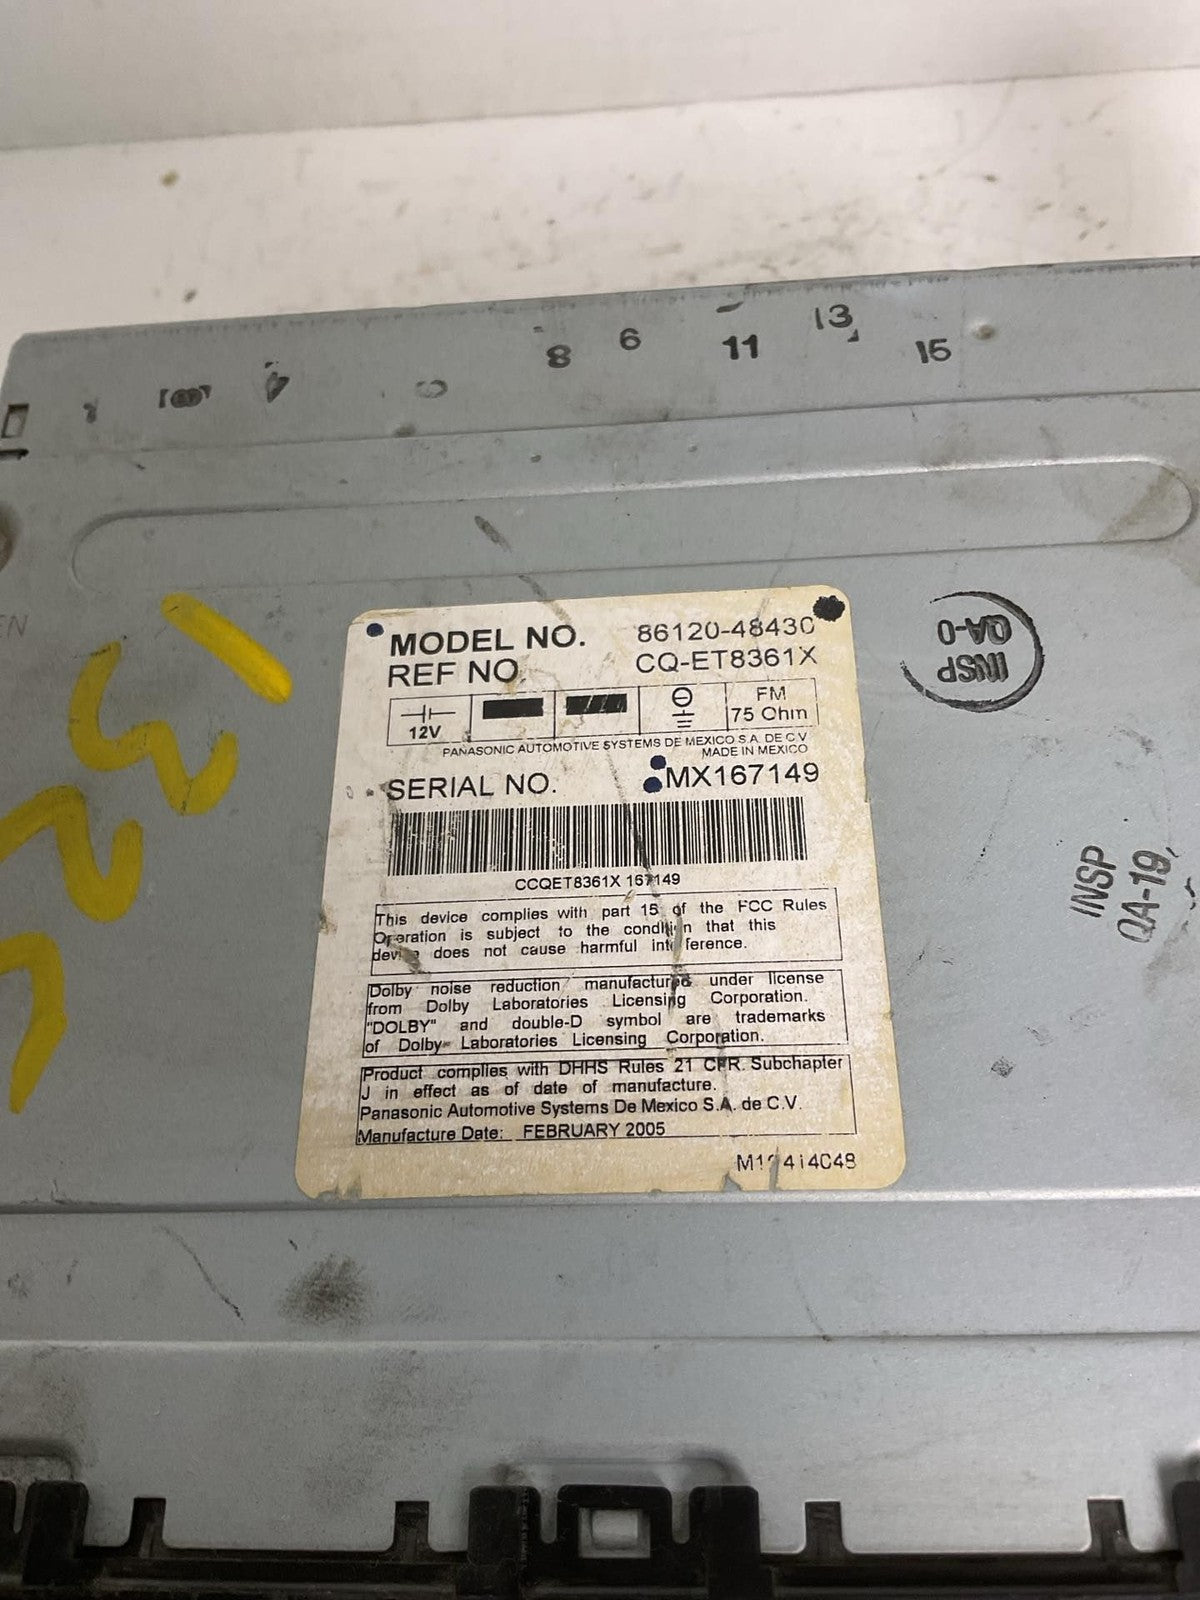 8 6 11 13 15
MODEL NO. 86120-48430
REF NO. CQ-ET8361X
12V
FM
75 Ohm
PANASONIC AUTOMOTIVE SYSTEMS DE MEXICO S.A. DE C V
MADE IN MEXICO
SERIAL NO. MX167149
CCQET8361X 167149
This device complies with part 15 of the FCC Rules
Operation is subject to the condition that this
device does not cause harmful interference.
Dolby noise reduction manufactured under license
from Dolby Laboratories Licensing Corporation.
"DOLBY" and double-D symbol are trademarks
of Dolby Laboratories Licensing Corporation.
Product complies with DHHS Rules 21 CFR. Subchapter
J in effect as of date of manufacture.
Panasonic Automotive Systems De Mexico S.A. de C.V.
Manufacture Date: FEBRUARY 2005
INSP
QA-0
INSP
QA-19
13